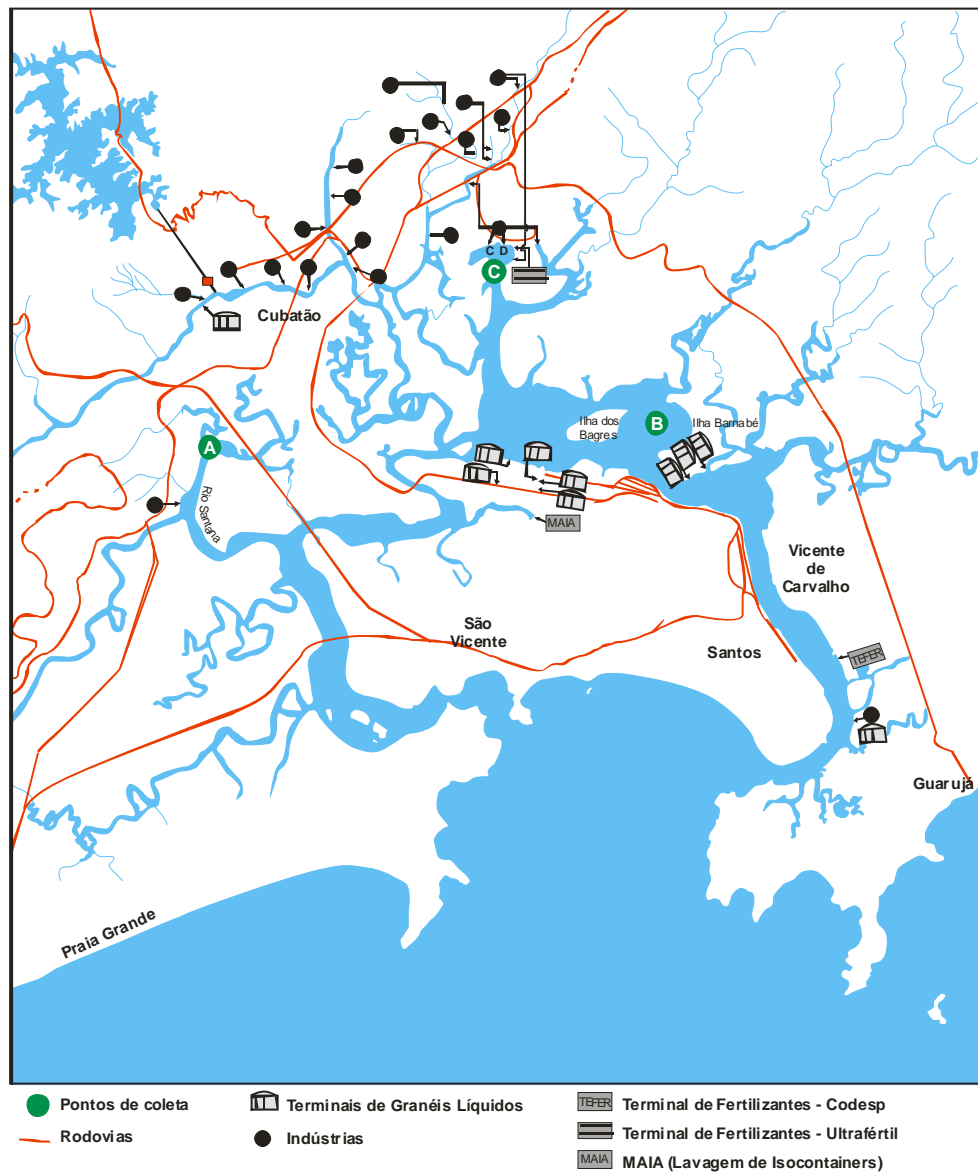 C D
C
Cubatão
Ilha dos
Bagres
B
Ilha Barnabé
A
Rio Santana
MAIA
Vicente
de
Carvalho
São
Vicente
Santos
TEFER
Guarujá
Praia Grande
Pontos de coleta
Terminais de Granéis Líquidos
TEFER
Terminal de Fertilizantes - Codesp
Rodovias
Indústrias
Terminal de Fertilizantes - Ultrafértil
MAIA
MAIA (Lavagem de Isocontainers)